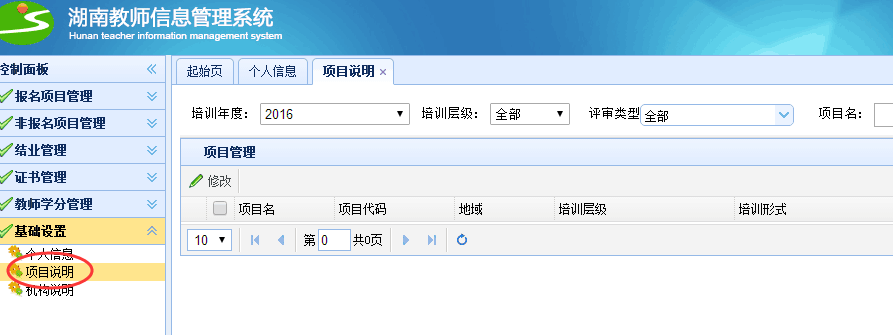 湖南教师信息管理系统
Hunan teacher information management system
控制面板
起始页 个人信息 项目说明
报名项目管理
非报名项目管理
结业管理
证书管理
教师学分管理
基础设置
个人信息
项目说明
机构说明
培训年度： 2016 培训层级： 全部 评审类型 全部 项目名：
项目管理
修改
项目名 项目代码 地域 培训层级 培训形式
10 第 0 共0页